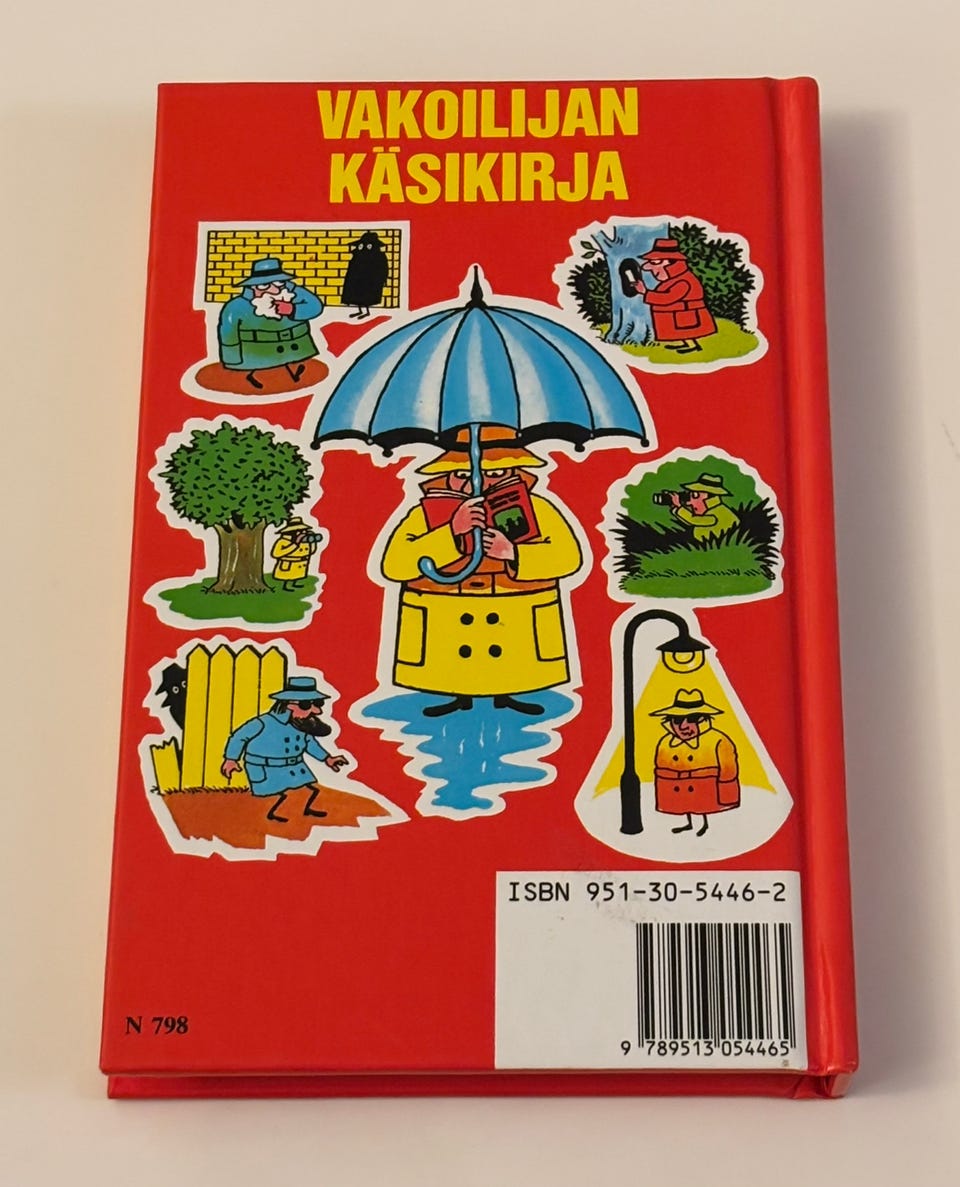 VAKOILIJAN
KÄSIKIRJA
ISBN 951-30-5446-2
N 798
9 789513 054465